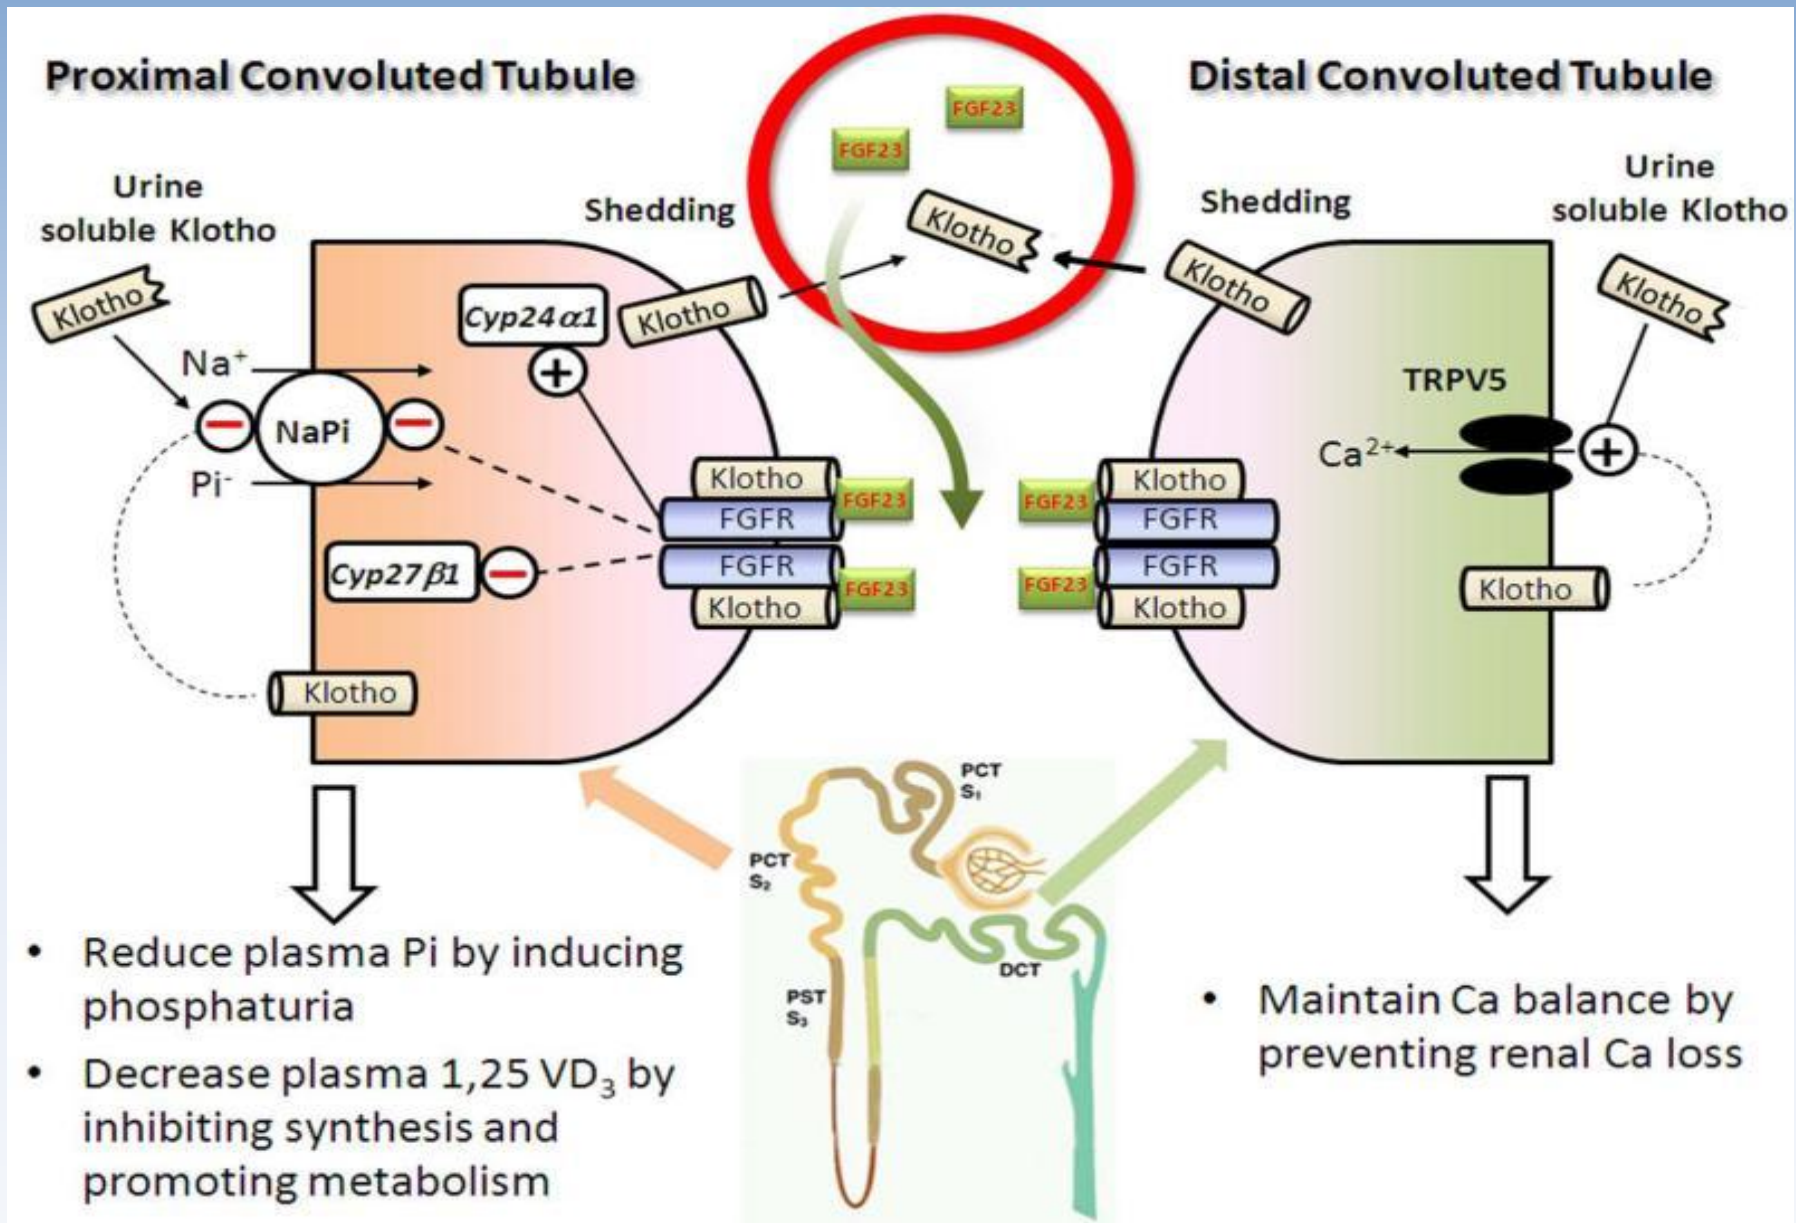 Proximal Convoluted Tubule
Distal Convoluted Tubule
FGF23
FGF23
Klotho
Urine
soluble Klotho
Klotho
Shedding
Klotho
Cyp24α1
+
Na⁺
NaPi
Pi⁻
Cyp27β1
Klotho
FGFR
FGFR
Klotho
FGF23
FGF23
Klotho
Shedding
Klotho
Urine
soluble Klotho
Klotho
TRPV5
Ca²⁺
+
FGF23
FGF23
Klotho
FGFR
FGFR
Klotho
Klotho
PCT
S₁
PCT
S₂
PST
S₃
DCT
• Reduce plasma Pi by inducing
phosphaturia
• Decrease plasma 1,25 VD₃ by
inhibiting synthesis and
promoting metabolism
• Maintain Ca balance by
preventing renal Ca loss